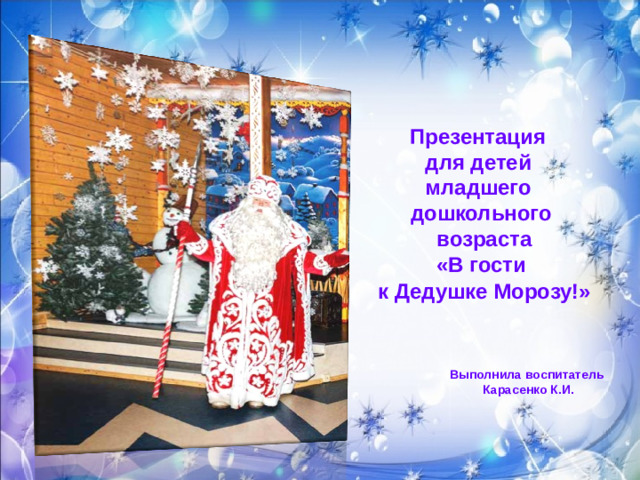 Презентация
для детей
младшего
дошкольного
возраста
«В гости
к Дедушке Морозу!»
Выполнила воспитатель
Карасенко К.И.